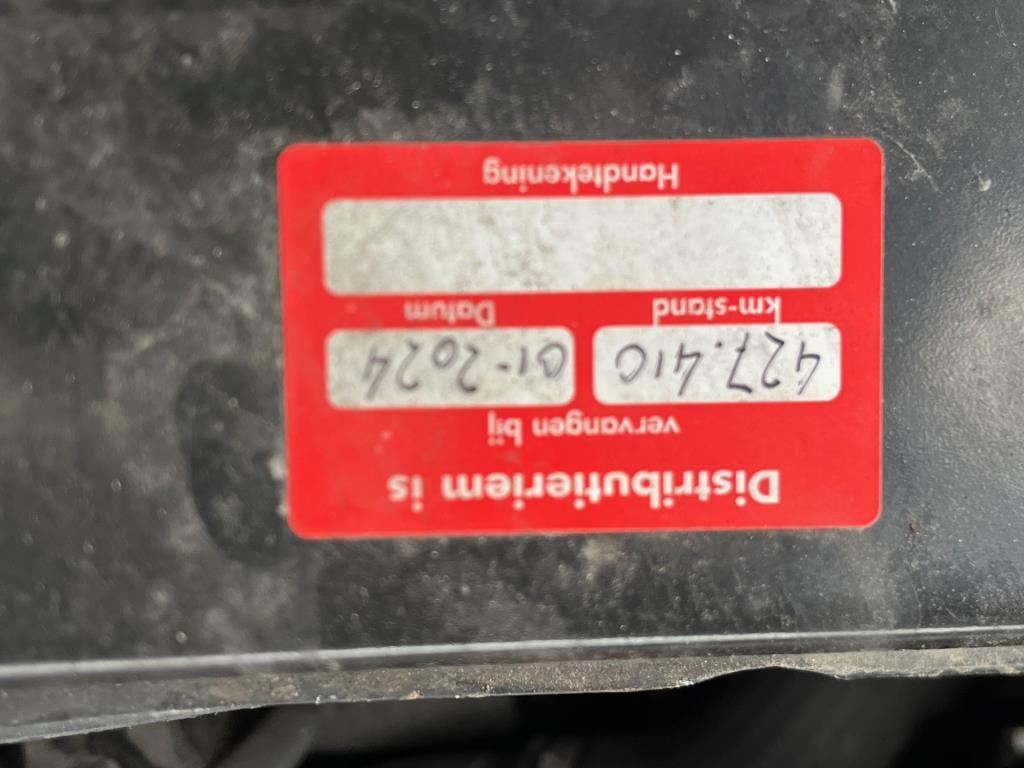 Distributieriem is
vervangen bij
427.410 01-2024
km-stand Datum
Handtekening